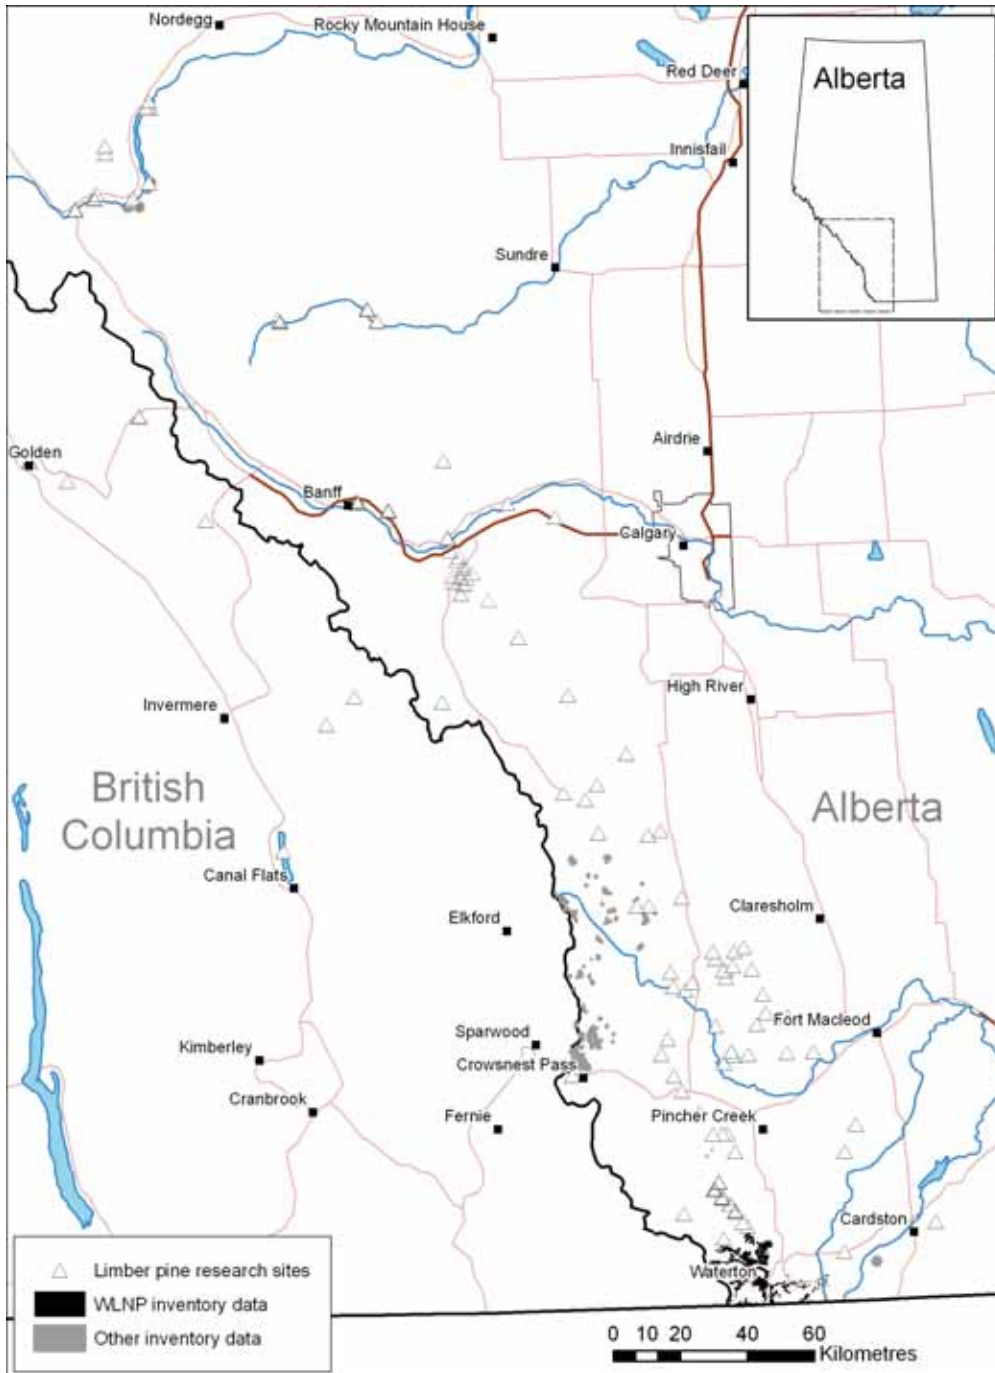 Nordegg
Rocky Mountain House
Red Deer
Alberta
Innisfail
Sundre
Airdrie
Golden
Banff
Calgary
High River
Invermere
British
Columbia
Alberta
Canal Flats
Claresholm
Elkford
Fort Macleod
Sparwood
Kimberley
Crowsnest Pass
Cranbrook
Fernie
Pincher Creek
Cardston
Waterton
Limber pine research sites
WLNP inventory data
Other inventory data
0 10 20 40 60
Kilometres